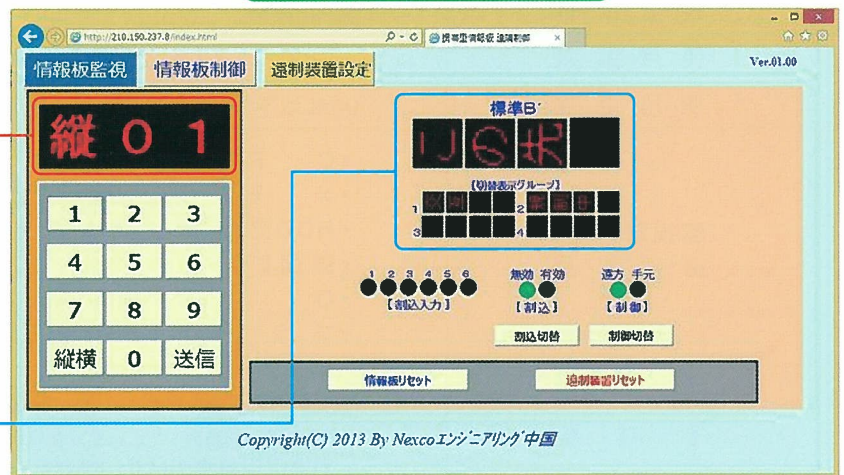 http://210.150.237.8/index.html
携帯型情報板 遠隔制御
情報板監視 情報板制御 遠制装置設定
Ver.01.00
縦 0 1
標準B'
この先
【切替表示グループ】
1 2 規制中
3 4
1 2 3
4 5 6
7 8 9
縦横 0 送信
1 2 3 4 5 6
【割込入力】
無効 有効
【割込】
遠方 手元
【制御】
割込切替 制御切替
情報板リセット 遠制装置リセット
Copyright(C) 2013 By Nexcoエンジニアリング中国